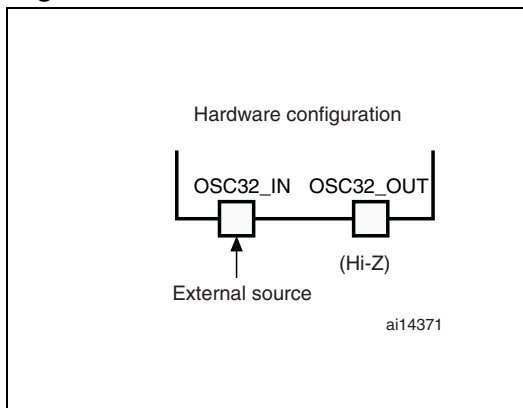 Hardware configuration
OSC32_IN OSC32_OUT
(Hi-Z)
External source
ai14371